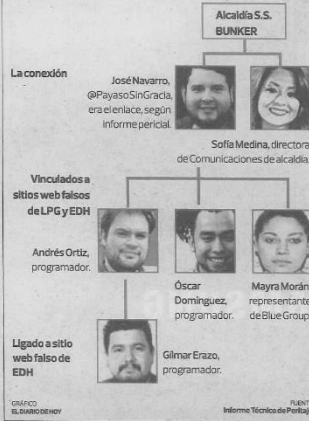 Alcaldía S.S.
BUNKER
La conexión
José Navarro,
@PayasoSinGracia,
era el enlace, según
informe pericial.
Sofía Medina, directora
de Comunicaciones de alcaldía.
Vinculados a
sitios web falsos
de LPG y EDH
Andrés Ortiz,
programador.
Óscar
Domínguez,
programador.
Mayra Morán,
representante
de Blue Group
Ligado a sitio
web falso de
EDH
Gilmar Erazo,
programador.
GRÁFICO
EL DIARIO DE HOY
FUENT
Informe Técnico de Peritaj